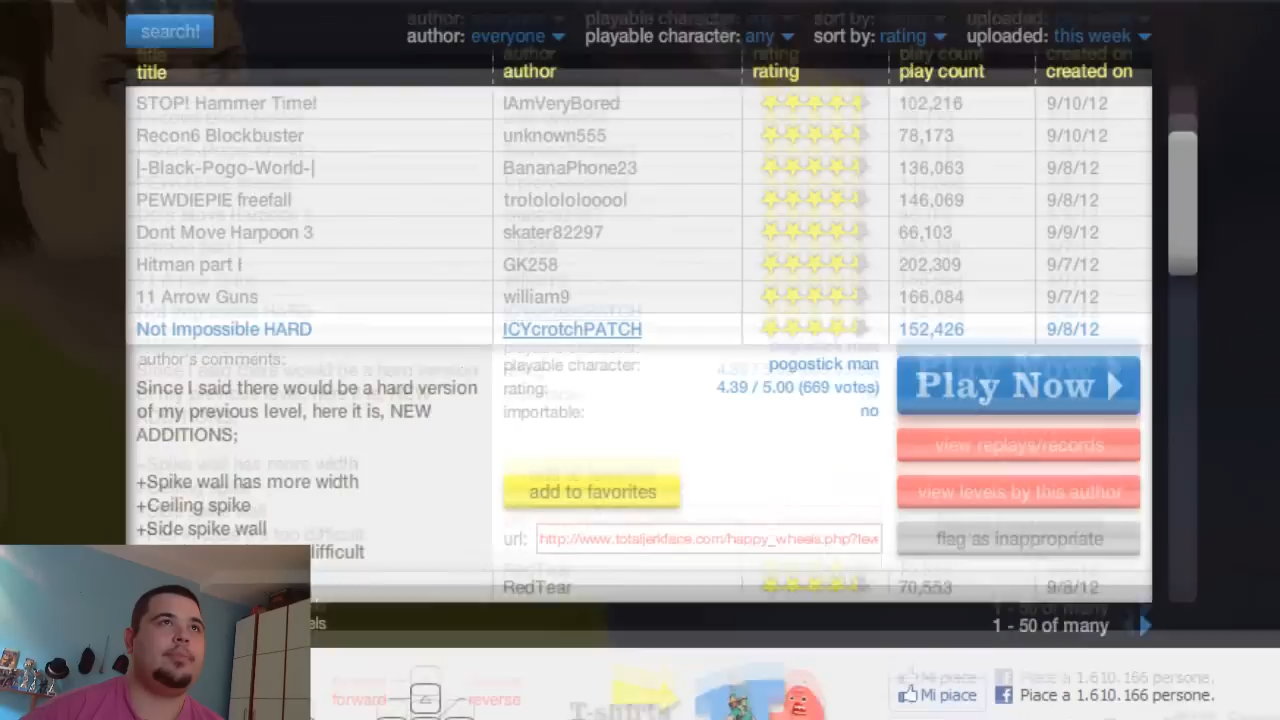 search!
author: everyone playable character: any sort by: rating uploaded: this week
title author rating play count created on
STOP! Hammer Time! IAmVeryBored 102,216 9/10/12
Recon6 Blockbuster unknown555 78,173 9/10/12
|-Black-Pogo-World-| BananaPhone23 136,063 9/8/12
PEWDIEPIE freefall trolololololooool 146,069 9/8/12
Dont Move Harpoon 3 skater82297 66,103 9/9/12
Hitman part I GK258 202,309 9/7/12
11 Arrow Guns william9 166,084 9/7/12
Not Impossible HARD ICYcrotchPATCH 152,426 9/8/12
author's comments:
Since I said there would be a hard version
of my previous level, here it is, NEW
ADDITIONS;
+Spike wall has more width
+Ceiling spike
+Side spike wall
difficult
playable character: pogostick man
rating: 4.39 / 5.00 (669 votes)
importable: no
add to favorites
url: http://www.totaljerkface.com/happy_wheels.php?leve
Play Now
view replays/records
view levels by this author
flag as inappropriate
RedTear 70,553 9/8/12
els
1 - 50 of many
forward reverse
T-shirts
Mi piace Piace a 1.610.166 persone.